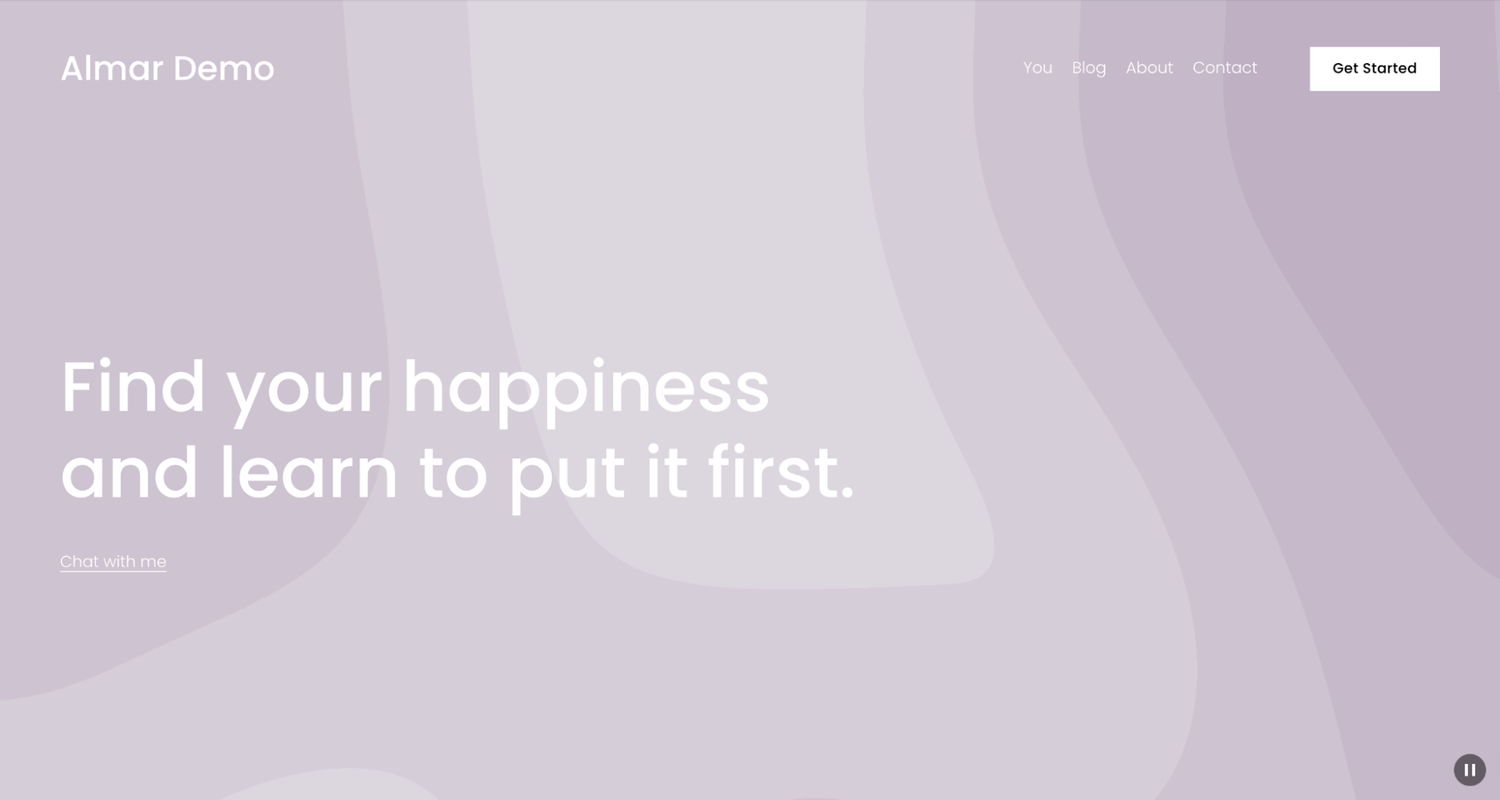 Almar Demo
You Blog About Contact Get Started
Find your happiness
and learn to put it first.
Chat with me